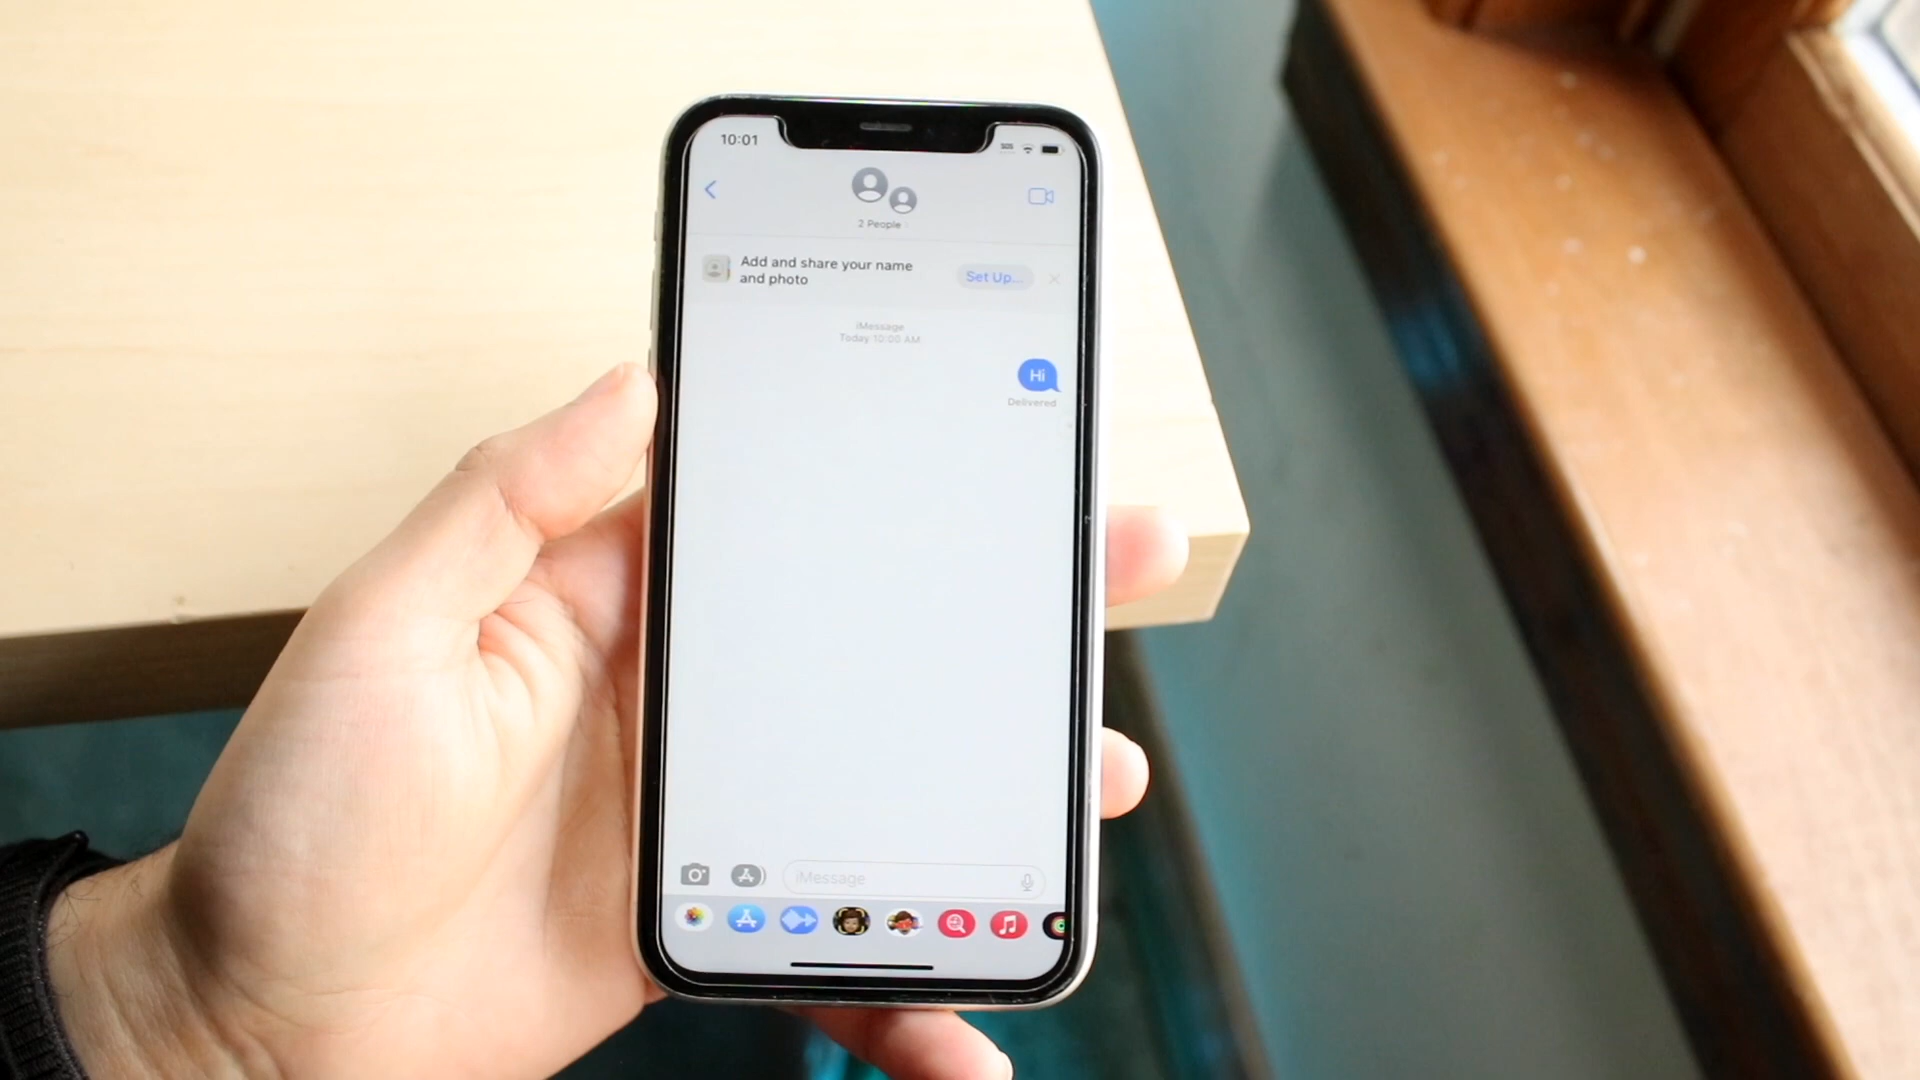 10:01
SOS
2 People
Add and share your name
and photo
Set Up...
iMessage
Today 10:00 AM
Hi
Delivered
iMessage